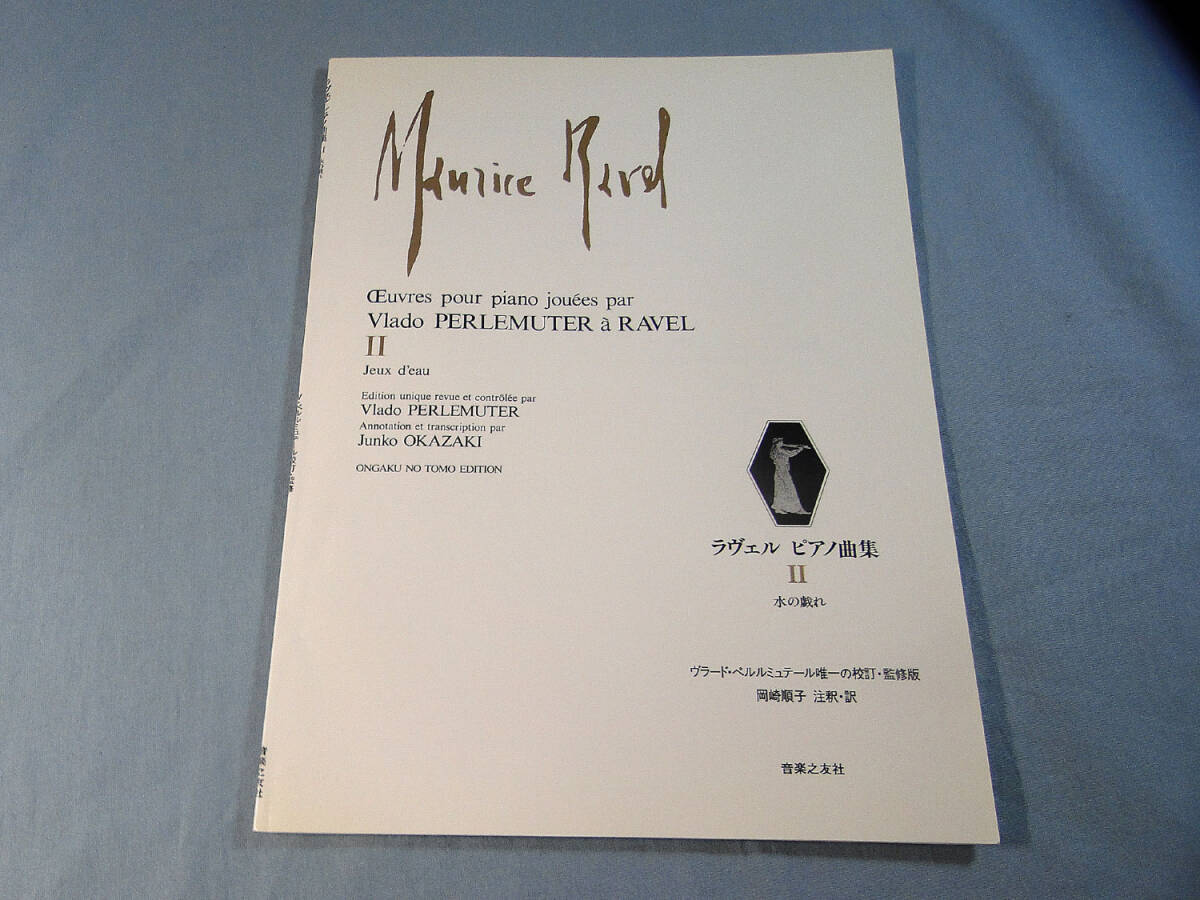 Maurice Ravel
Œuvres pour piano jouées par
Vlado PERLEMUTER à RAVEL
II
Jeux d'eau
Edition unique revue et contrôlée par
Vlado PERLEMUTER
Annotation et transcription par
Junko OKAZAKI
ONGAKU NO TOMO EDITION
ラヴェル ピアノ曲集
II
水の戯れ
ヴラード・ペルルミュテール唯一の校訂・監修版
岡崎順子 注釈・訳
音楽之友社